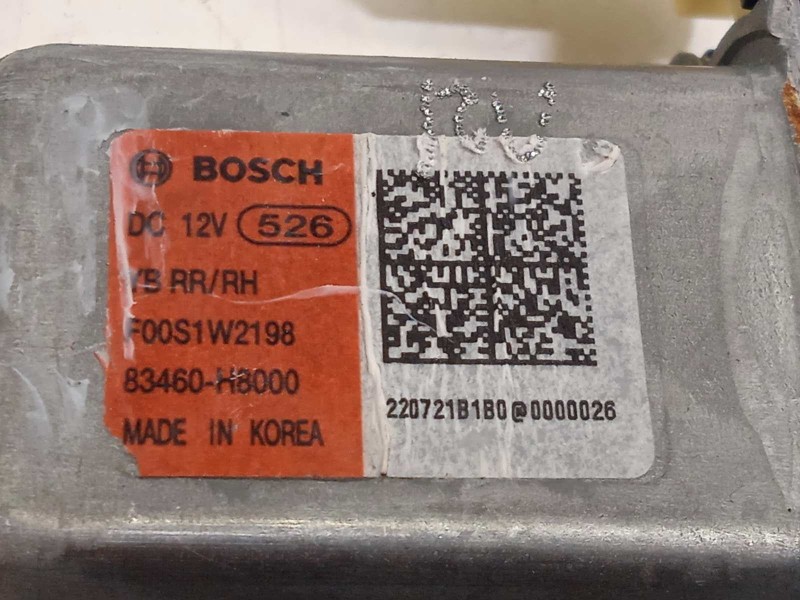 BOSCH
DC 12V 526
YB RR/RH
F00S1W2198
83460-H8000
MADE IN KOREA
220721B1B0@0000026